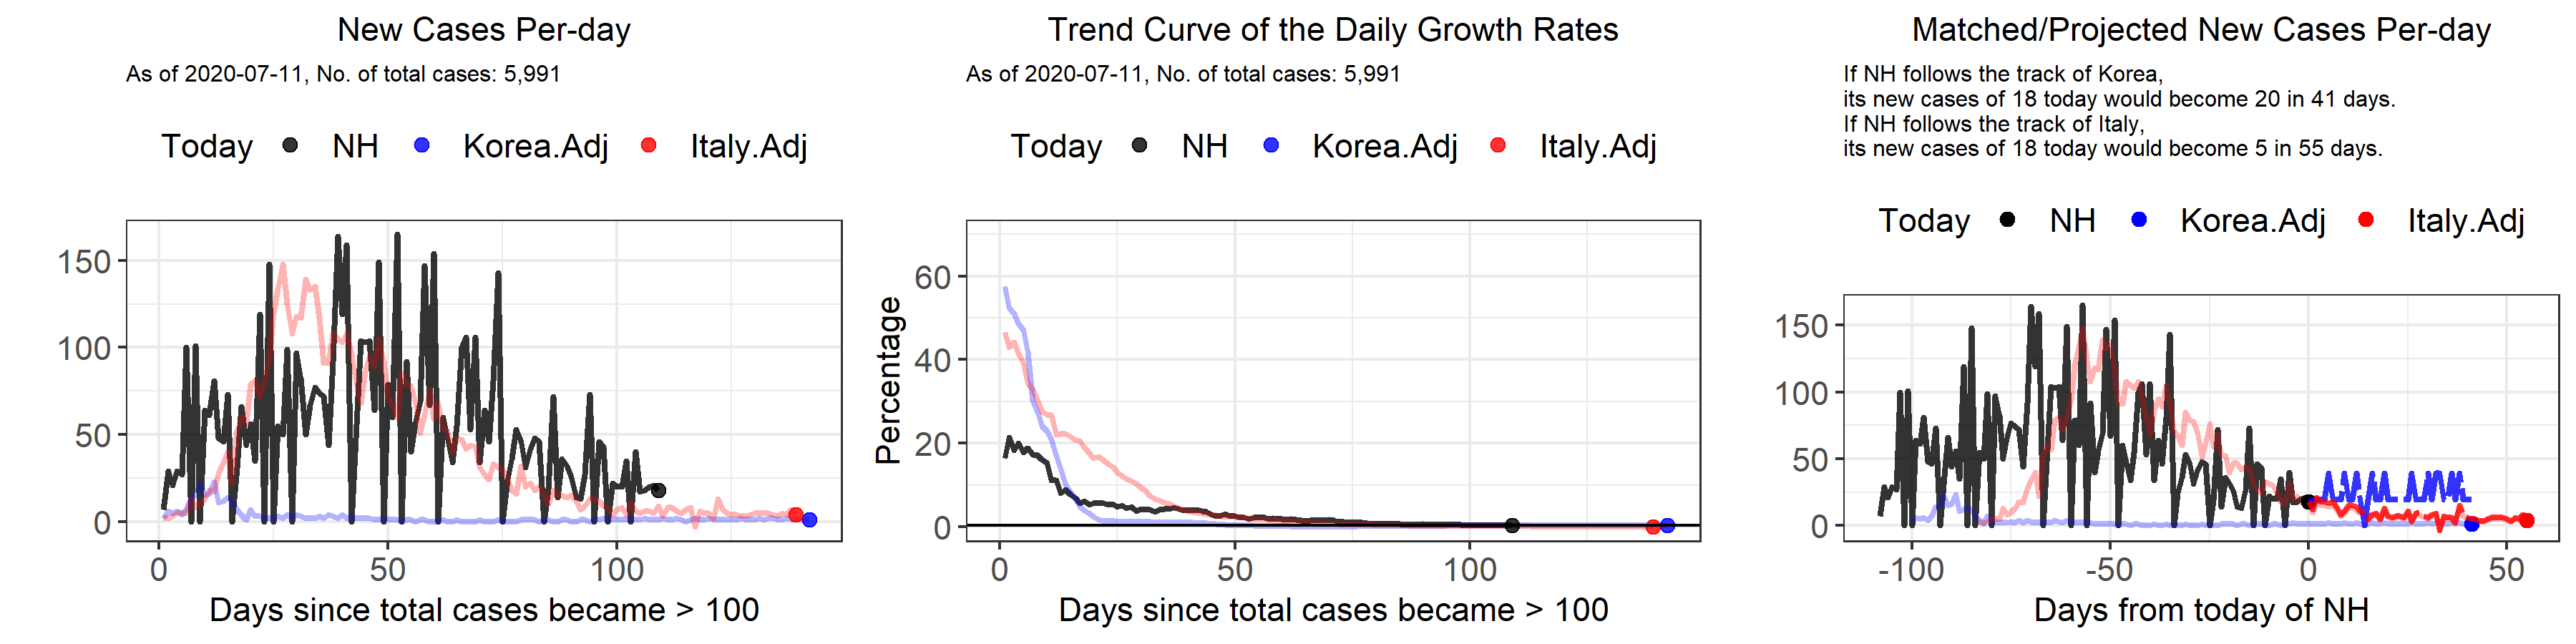 New Cases Per-day
As of 2020-07-11, No. of total cases: 5,991
Today NH Korea.Adj Italy.Adj
150
100
50
0
0 50 100
Days since total cases became > 100
Trend Curve of the Daily Growth Rates
As of 2020-07-11, No. of total cases: 5,991
Today NH Korea.Adj Italy.Adj
Percentage
60
40
20
0
0 50 100
Days since total cases became > 100
Matched/Projected New Cases Per-day
If NH follows the track of Korea,
its new cases of 18 today would become 20 in 41 days.
If NH follows the track of Italy,
its new cases of 18 today would become 5 in 55 days.
Today NH Korea.Adj Italy.Adj
150
100
50
0
-100 -50 0 50
Days from today of NH